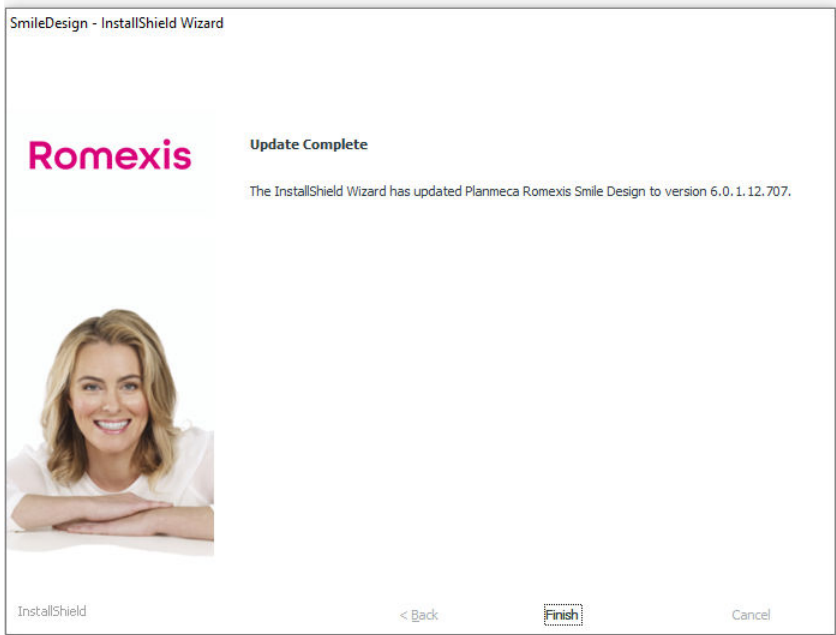 SmileDesign - InstallShield Wizard
Romexis
Update Complete
The InstallShield Wizard has updated Planmeca Romexis Smile Design to version 6.0.1.12.707.
InstallShield
< Back
Finish
Cancel